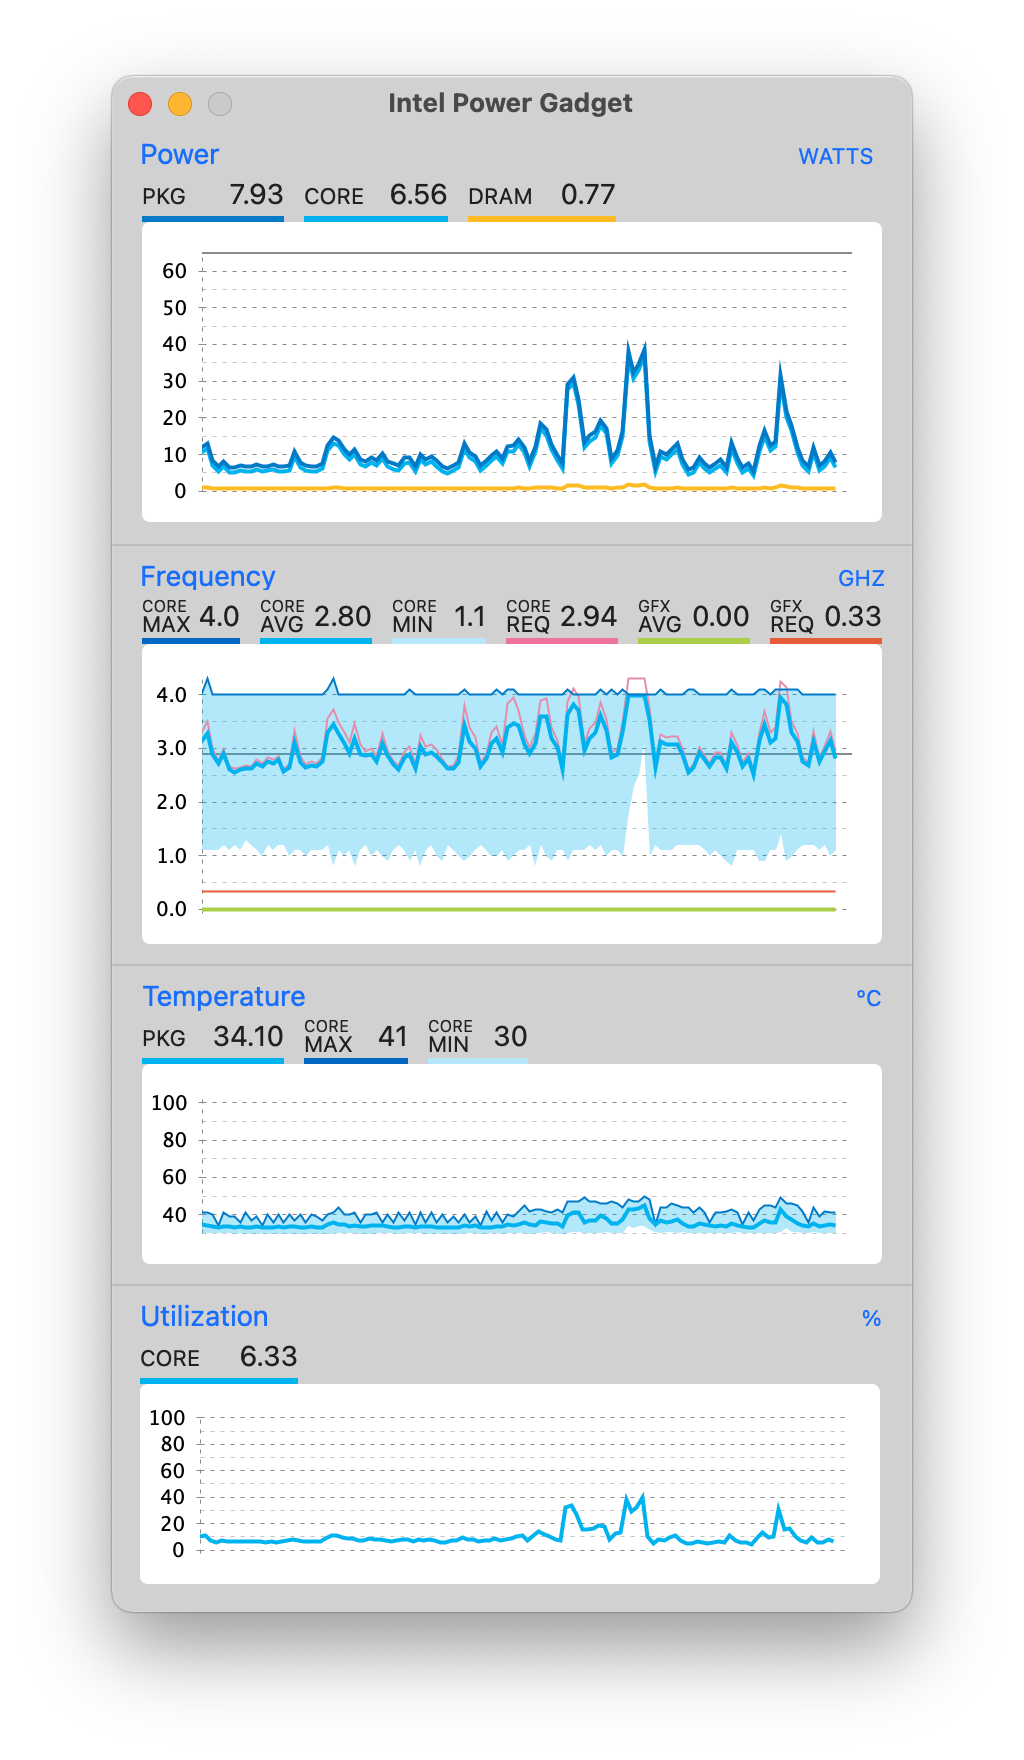 Intel Power Gadget
Power WATTS
PKG 7.93 CORE 6.56 DRAM 0.77
60
50
40
30
20
10
0
Frequency GHZ
CORE MAX 4.0 CORE AVG 2.80 CORE MIN 1.1 CORE REQ 2.94 GFX AVG 0.00 GFX REQ 0.33
4.0
3.0
2.0
1.0
0.0
Temperature °C
PKG 34.10 CORE MAX 41 CORE MIN 30
100
80
60
40
Utilization %
CORE 6.33
100
80
60
40
20
0